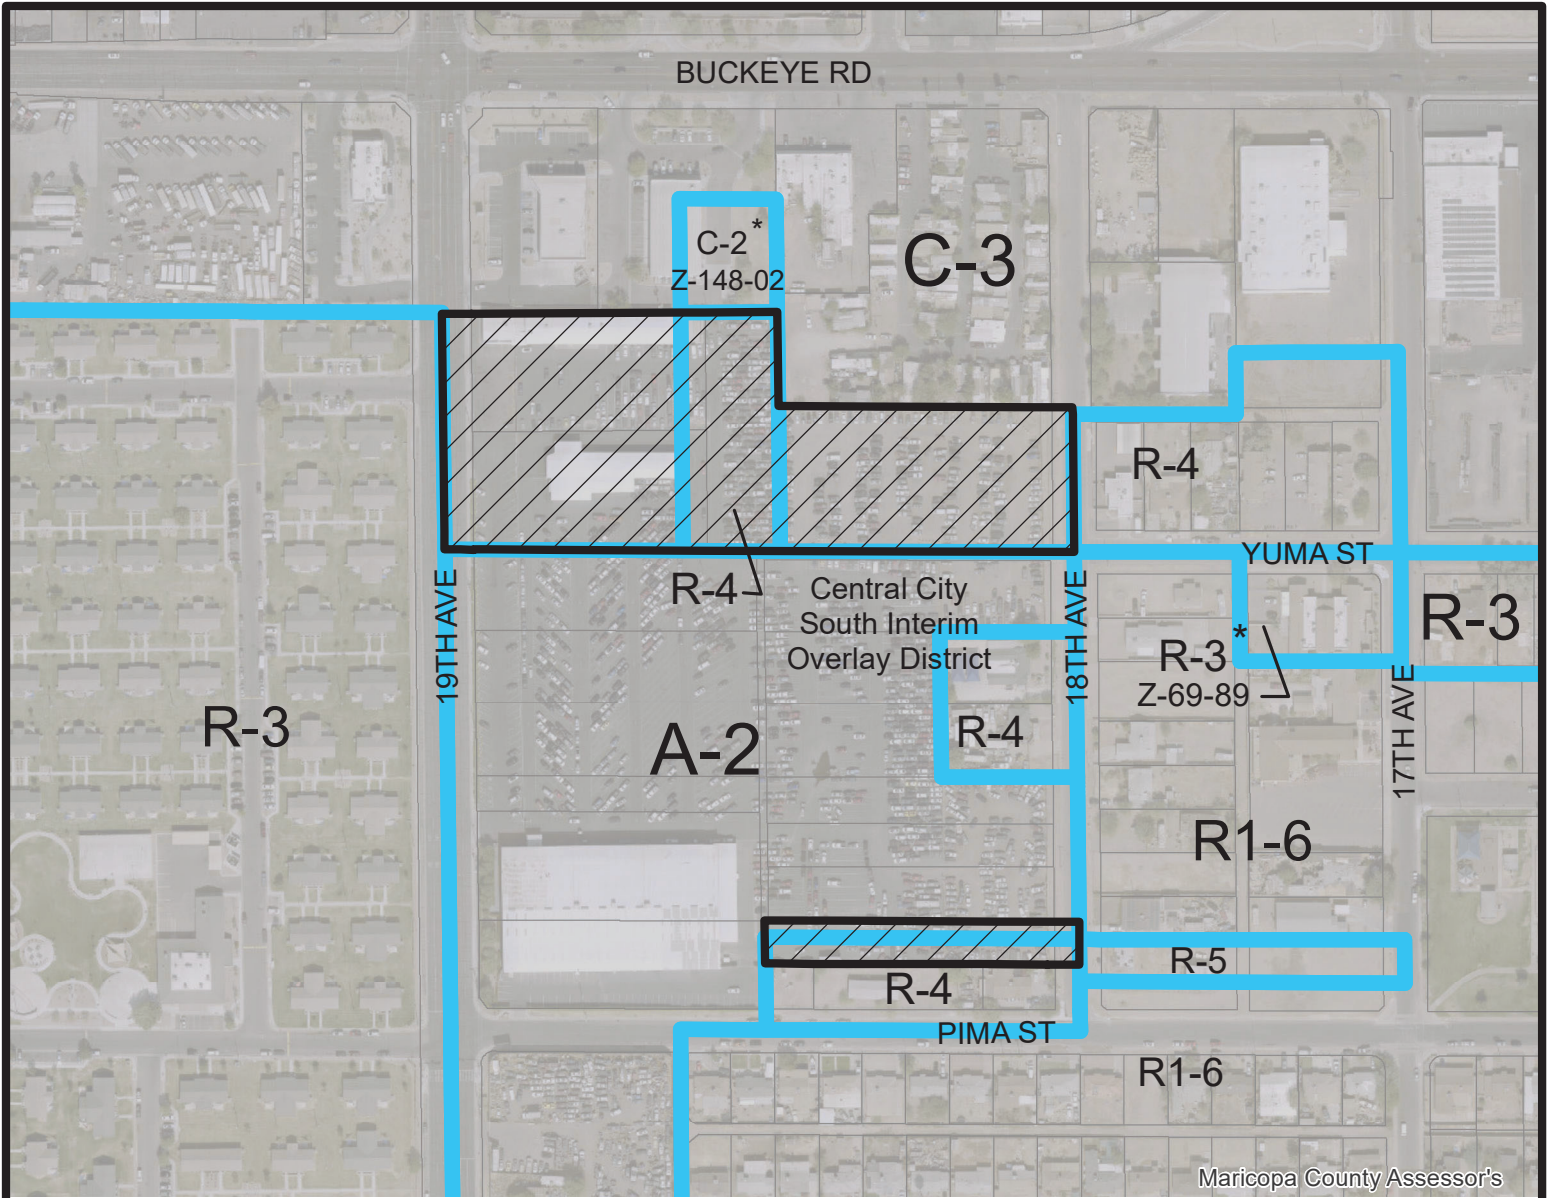 BUCKEYE RD
C-2*
Z-148-02
C-3
R-4
YUMA ST
R-4
Central City
South Interim
Overlay District
19TH AVE
18TH AVE
R-3*
Z-69-89
R-3
17TH AVE
R-3
A-2
R-4
R1-6
R-5
R-4
PIMA ST
R1-6
Maricopa County Assessor's